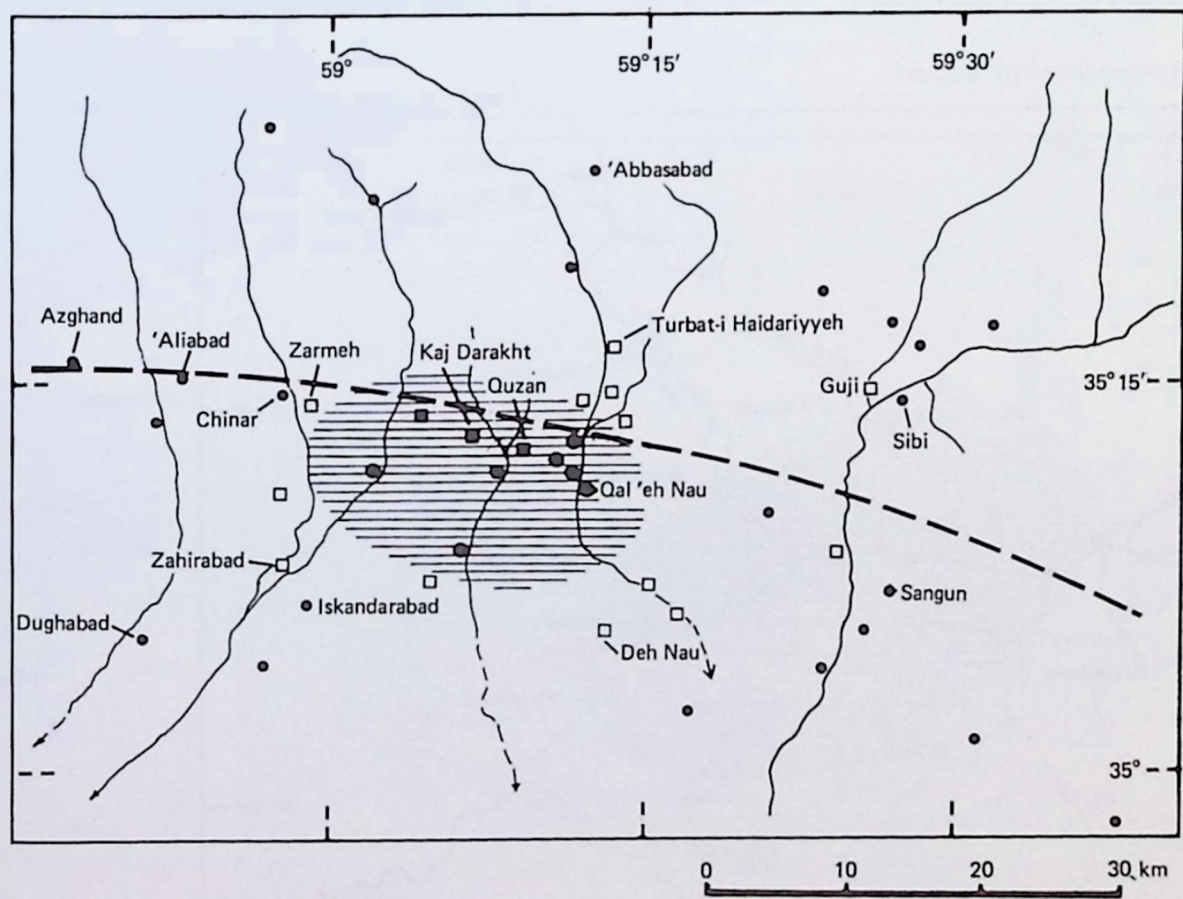 59°
59° 15′
59° 30′
'Abbasabad
Azghand
'Aliabad
Zarmeh
Kaj Darakht
Turbat-i Haidariyyeh
Quzan
Guji
35° 15′
Chinar
Sibi
Qal 'eh Nau
Zahirabad
Iskandarabad
Sangun
Dughabad
Deh Nau
35°
0 10 20 30 km